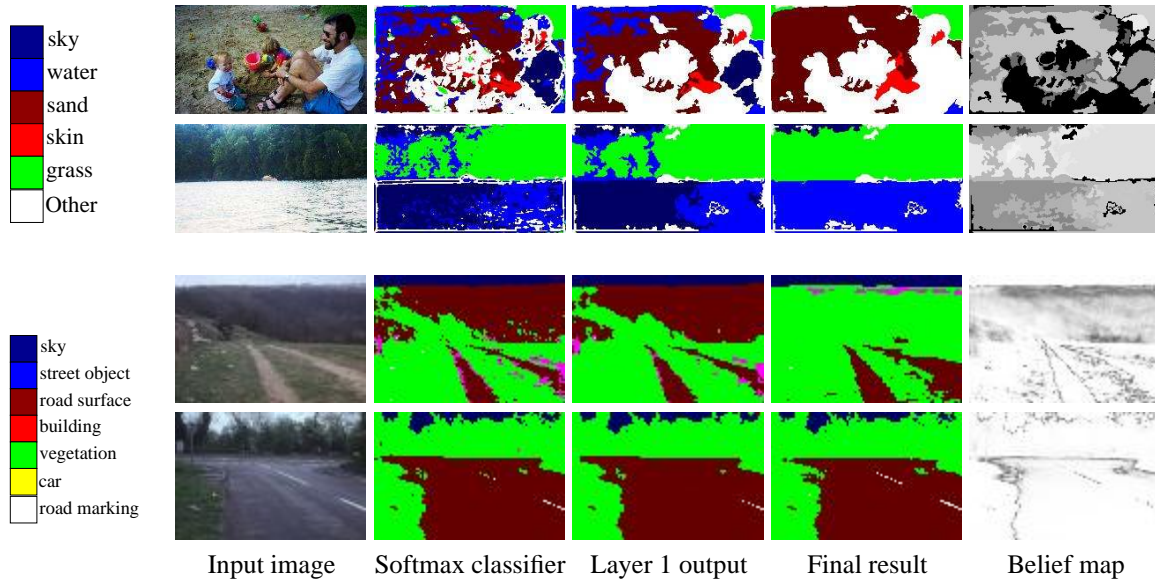 sky
water
sand
skin
grass
Other
sky
street object
road surface
building
vegetation
car
road marking
Input image Softmax classifier Layer 1 output Final result Belief map